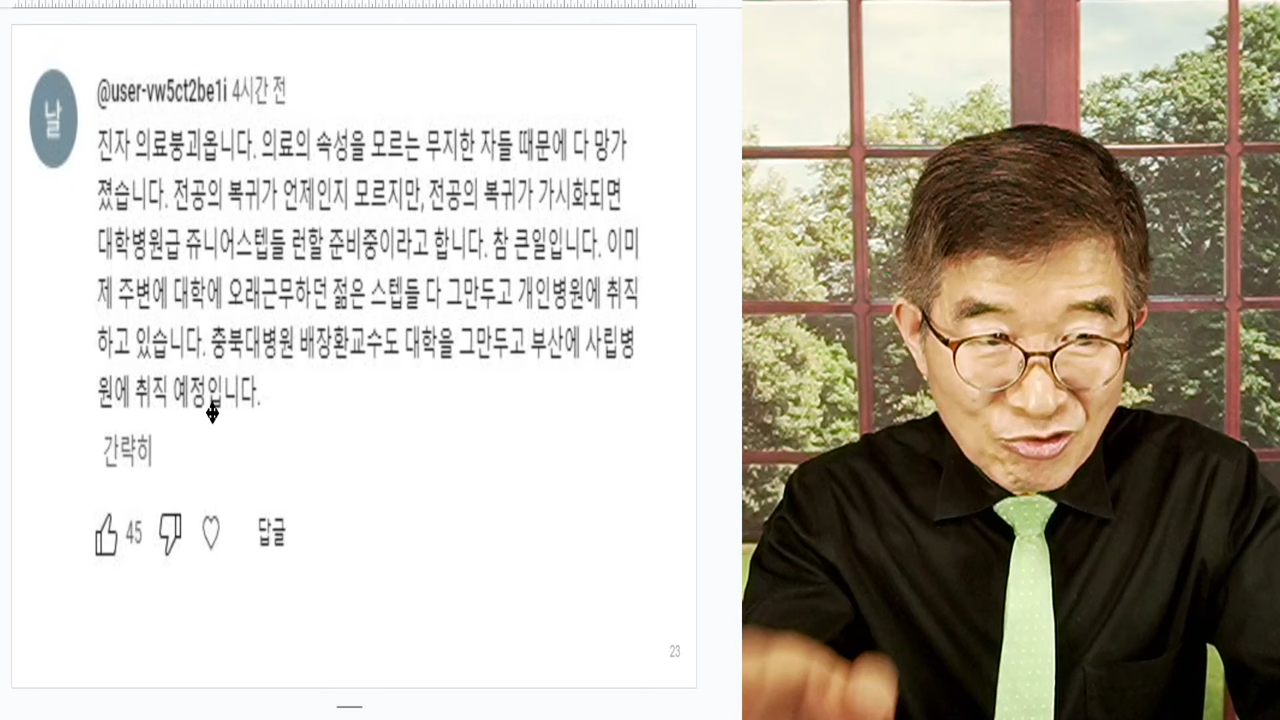 날
@user-vw5ct2be1i 4시간 전
진자 의료붕괴옵니다. 의료의 속성을 모르는 무지한 자들 때문에 다 망가
졌습니다. 전공의 복귀가 언제인지 모르지만, 전공의 복귀가 가시화되면
대학병원급 쥬니어스텝들 런할 준비중이라고 합니다. 참 큰일입니다. 이미
제 주변에 대학에 오래근무하던 젊은 스텝들 다 그만두고 개인병원에 취직
하고 있습니다. 충북대병원 배장환교수도 대학을 그만두고 부산에 사립병
원에 취직 예정입니다.
간략히
45 답글
23